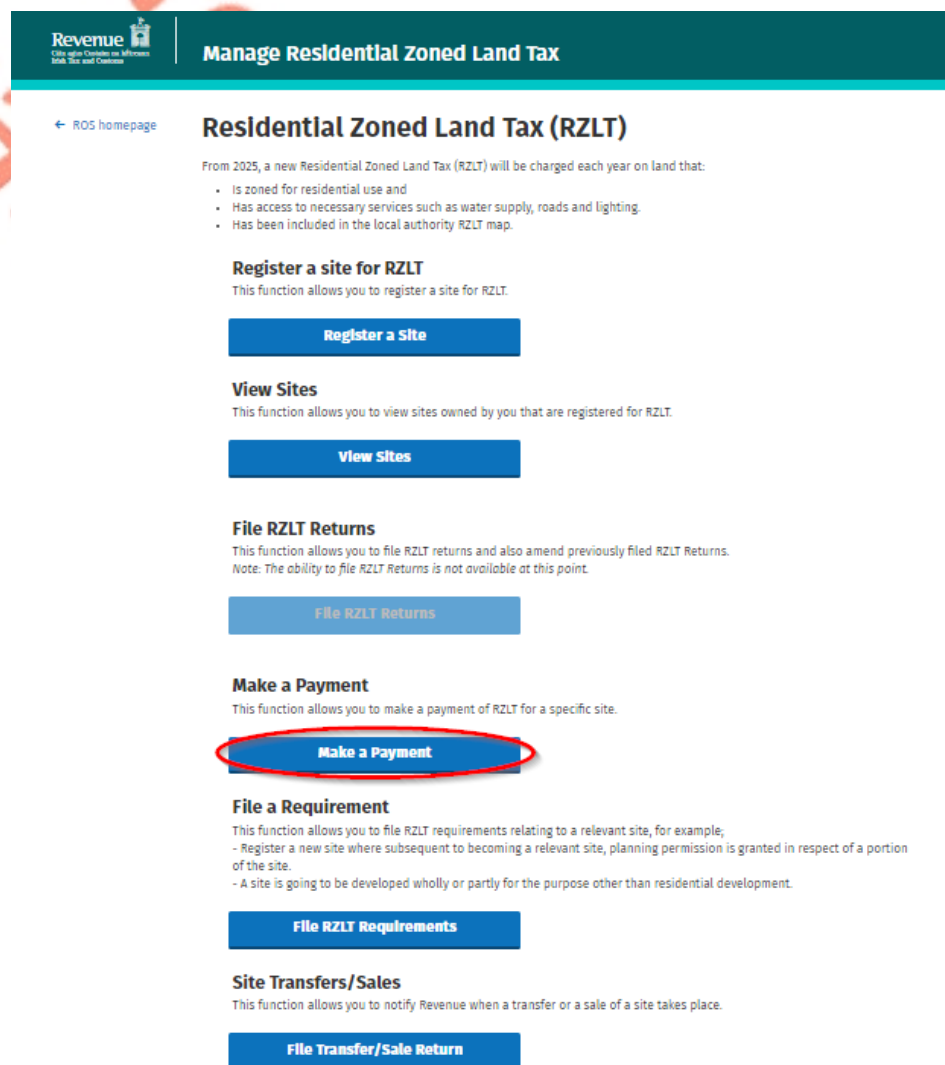 Revenue
Cáin agus Custaim na hÉireann
Irish Tax and Customs
Manage Residential Zoned Land Tax
← ROS homepage
Residential Zoned Land Tax (RZLT)
From 2025, a new Residential Zoned Land Tax (RZLT) will be charged each year on land that:
• Is zoned for residential use and
• Has access to necessary services such as water supply, roads and lighting.
• Has been included in the local authority RZLT map.
Register a site for RZLT
This function allows you to register a site for RZLT.
Register a Site
View Sites
This function allows you to view sites owned by you that are registered for RZLT.
View Sites
File RZLT Returns
This function allows you to file RZLT returns and also amend previously filed RZLT Returns.
Note: The ability to file RZLT Returns is not available at this point.
File RZLT Returns
Make a Payment
This function allows you to make a payment of RZLT for a specific site.
Make a Payment
File a Requirement
This function allows you to file RZLT requirements relating to a relevant site, for example;
- Register a new site where subsequent to becoming a relevant site, planning permission is granted in respect of a portion
of the site.
- A site is going to be developed wholly or partly for the purpose other than residential development.
File RZLT Requirements
Site Transfers/Sales
This function allows you to notify Revenue when a transfer or a sale of a site takes place.
File Transfer/Sale Return